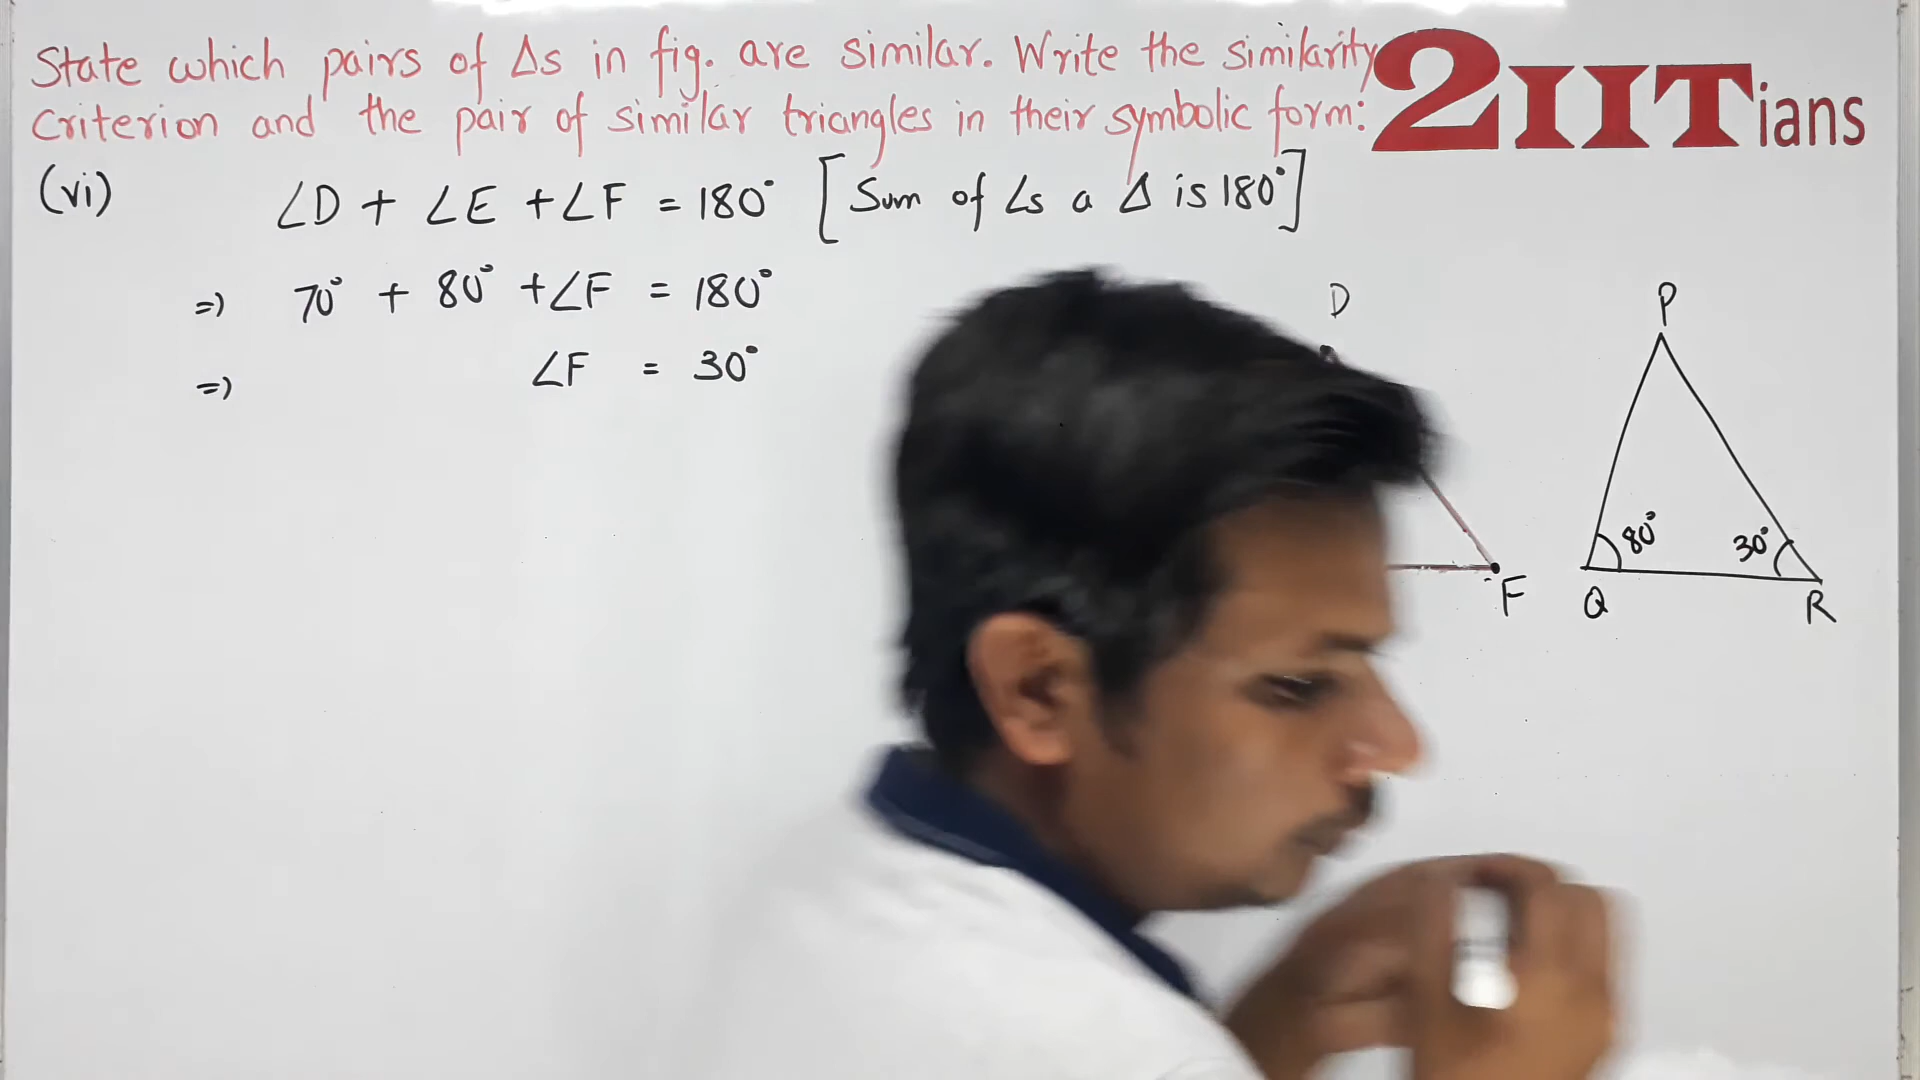 State which pairs of Δs in fig. are similar. Write the similarity
criterion and the pair of similar triangles in their symbolic form:
2IITians
(vi) ∠D + ∠E + ∠F = 180° [Sum of ∠s a Δ is 180°]
=) 70° + 80° + ∠F = 180°
=) ∠F = 30°
D
P
80° 30°
F Q R